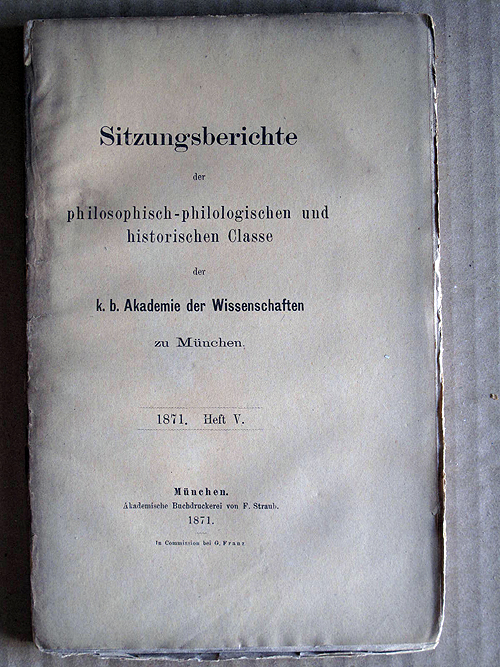 Sitzungsberichte
der
philosophisch-philologischen und
historischen Classe
der
k. b. Akademie der Wissenschaften
zu München.
1871. Heft V.
München.
Akademische Buchdruckerei von F. Straub.
1871.
In Commission bei G. Franz